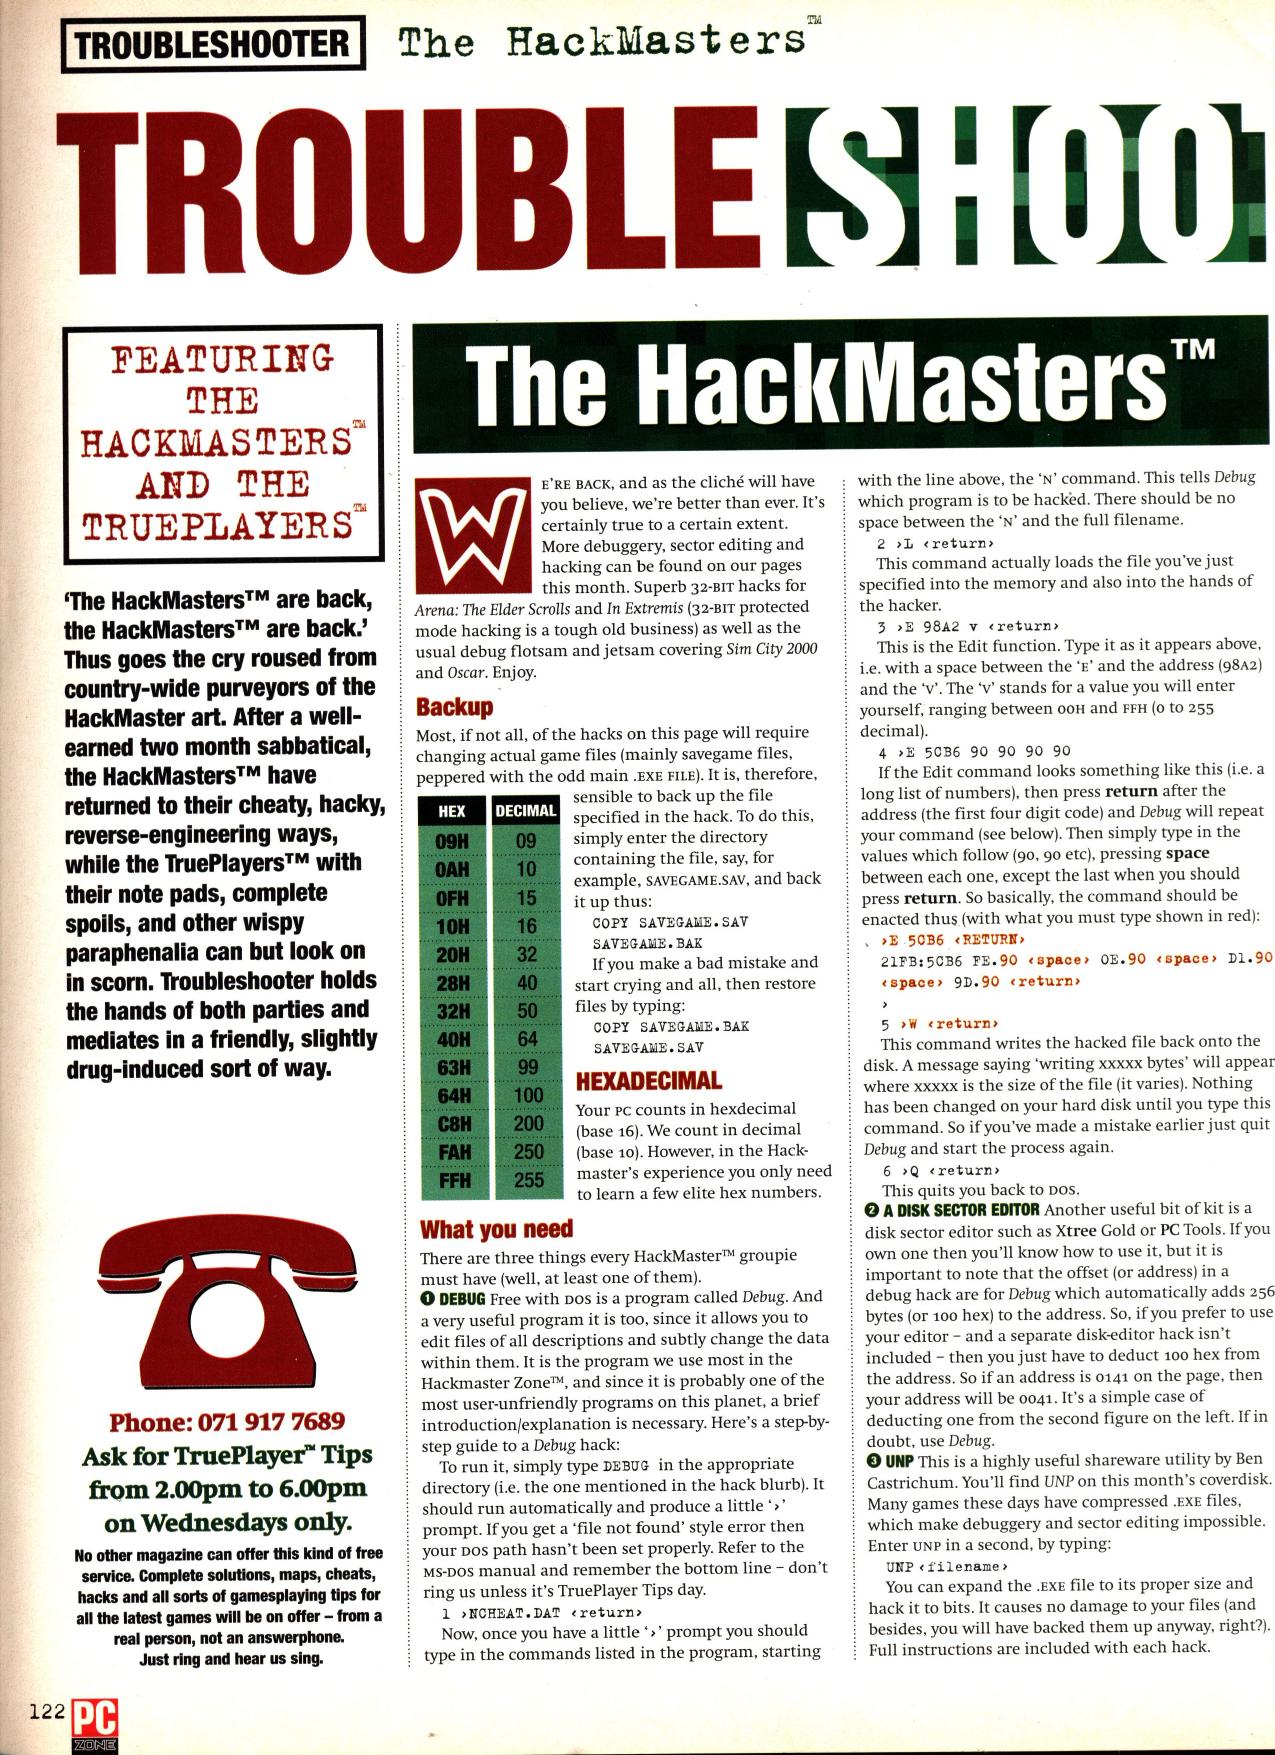 TROUBLESHOOTER
The HackMasters™
TROUBLESHOO
FEATURING
THE
HACKMASTERS™
AND THE
TRUEPLAYERS™
'The HackMasters™ are back,
the HackMasters™ are back.'
Thus goes the cry roused from
country-wide purveyors of the
HackMaster art. After a well-
earned two month sabbatical,
the HackMasters™ have
returned to their cheaty, hacky,
reverse-engineering ways,
while the TruePlayers™ with
their note pads, complete
spoils, and other wispy
paraphenalia can but look on
in scorn. Troubleshooter holds
the hands of both parties and
mediates in a friendly, slightly
drug-induced sort of way.
Phone: 071 917 7689
Ask for TruePlayer™ Tips
from 2.00pm to 6.00pm
on Wednesdays only.
No other magazine can offer this kind of free
service. Complete solutions, maps, cheats,
hacks and all sorts of gamesplaying tips for
all the latest games will be on offer – from a
real person, not an answerphone.
Just ring and hear us sing.
The HackMasters™
WE'RE BACK, and as the cliché will have
you believe, we're better than ever. It's
certainly true to a certain extent.
More debuggery, sector editing and
hacking can be found on our pages
this month. Superb 32-BIT hacks for
Arena: The Elder Scrolls and In Extremis (32-BIT protected
mode hacking is a tough old business) as well as the
usual debug flotsam and jetsam covering Sim City 2000
and Oscar. Enjoy.
Backup
Most, if not all, of the hacks on this page will require
changing actual game files (mainly savegame files,
peppered with the odd main .EXE FILE). It is, therefore,
sensible to back up the file
specified in the hack. To do this,
simply enter the directory
containing the file, say, for
example, SAVEGAME.SAV, and back
it up thus:
COPY SAVEGAME.SAV
SAVEGAME.BAK
If you make a bad mistake and
start crying and all, then restore
files by typing:
COPY SAVEGAME.BAK
SAVEGAME.SAV
HEX DECIMAL
09H 09
0AH 10
0FH 15
10H 16
20H 32
28H 40
32H 50
40H 64
63H 99
64H 100
C8H 200
FAH 250
FFH 255
HEXADECIMAL
Your PC counts in hexdecimal
(base 16). We count in decimal
(base 10). However, in the Hack-
master's experience you only need
to learn a few elite hex numbers.
What you need
There are three things every HackMaster™ groupie
must have (well, at least one of them).
❶ DEBUG Free with DOS is a program called Debug. And
a very useful program it is too, since it allows you to
edit files of all descriptions and subtly change the data
within them. It is the program we use most in the
Hackmaster Zone™, and since it is probably one of the
most user-unfriendly programs on this planet, a brief
introduction/explanation is necessary. Here's a step-by-
step guide to a Debug hack:
To run it, simply type DEBUG in the appropriate
directory (i.e. the one mentioned in the hack blurb). It
should run automatically and produce a little '>'
prompt. If you get a 'file not found' style error then
your DOS path hasn't been set properly. Refer to the
MS-DOS manual and remember the bottom line – don't
ring us unless it's TruePlayer Tips day.
1 >NCHEAT.DAT <return>
Now, once you have a little '>' prompt you should
type in the commands listed in the program, starting
with the line above, the 'N' command. This tells Debug
which program is to be hacked. There should be no
space between the 'N' and the full filename.
2 >L <return>
This command actually loads the file you've just
specified into the memory and also into the hands of
the hacker.
3 >E 98A2 v <return>
This is the Edit function. Type it as it appears above,
i.e. with a space between the 'E' and the address (98A2)
and the 'v'. The 'v' stands for a value you will enter
yourself, ranging between 00H and FFH (0 to 255
decimal).
4 >E 5CB6 90 90 90 90
If the Edit command looks something like this (i.e. a
long list of numbers), then press return after the
address (the first four digit code) and Debug will repeat
your command (see below). Then simply type in the
values which follow (90, 90 etc), pressing space
between each one, except the last when you should
press return. So basically, the command should be
enacted thus (with what you must type shown in red):
>E 5CB6 <RETURN>
21FB:5CB6 FE.90 <space> 0E.90 <space> D1.90
<space> 9D.90 <return>
>
5 >W <return>
This command writes the hacked file back onto the
disk. A message saying 'writing xxxxx bytes' will appear
where xxxxx is the size of the file (it varies). Nothing
has been changed on your hard disk until you type this
command. So if you've made a mistake earlier just quit
Debug and start the process again.
6 >Q <return>
This quits you back to DOS.
❷ A DISK SECTOR EDITOR Another useful bit of kit is a
disk sector editor such as Xtree Gold or PC Tools. If you
own one then you'll know how to use it, but it is
important to note that the offset (or address) in a
debug hack are for Debug which automatically adds 256
bytes (or 100 hex) to the address. So, if you prefer to use
your editor – and a separate disk-editor hack isn't
included – then you just have to deduct 100 hex from
the address. So if an address is 0141 on the page, then
your address will be 0041. It's a simple case of
deducting one from the second figure on the left. If in
doubt, use Debug.
❸ UNP This is a highly useful shareware utility by Ben
Castrichum. You'll find UNP on this month's coverdisk.
Many games these days have compressed .EXE files,
which make debuggery and sector editing impossible.
Enter UNP in a second, by typing:
UNP <filename>
You can expand the .EXE file to its proper size and
hack it to bits. It causes no damage to your files (and
besides, you will have backed them up anyway, right?).
Full instructions are included with each hack.
122 PC
ZONE